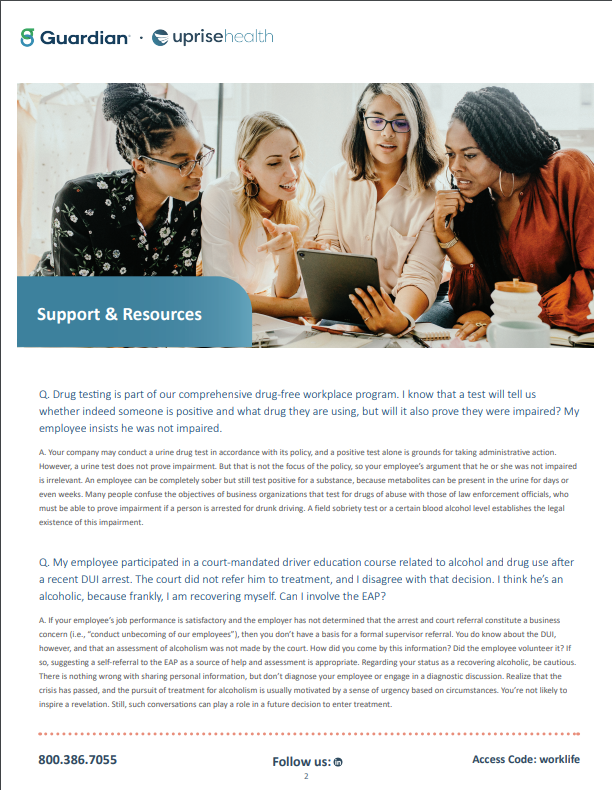 Guardian · uprisehealth
Support & Resources
Q. Drug testing is part of our comprehensive drug-free workplace program. I know that a test will tell us
whether indeed someone is positive and what drug they are using, but will it also prove they were impaired? My
employee insists he was not impaired.
A. Your company may conduct a urine drug test in accordance with its policy, and a positive test alone is grounds for taking administrative action.
However, a urine test does not prove impairment. But that is not the focus of the policy, so your employee's argument that he or she was not impaired
is irrelevant. An employee can be completely sober but still test positive for a substance, because metabolites can be present in the urine for days or
even weeks. Many people confuse the objectives of business organizations that test for drugs of abuse with those of law enforcement officials, who
must be able to prove impairment if a person is arrested for drunk driving. A field sobriety test or a certain blood alcohol level establishes the legal
existence of this impairment.
Q. My employee participated in a court-mandated driver education course related to alcohol and drug use after
a recent DUI arrest. The court did not refer him to treatment, and I disagree with that decision. I think he's an
alcoholic, because frankly, I am recovering myself. Can I involve the EAP?
A. If your employee's job performance is satisfactory and the employer has not determined that the arrest and court referral constitute a business
concern (i.e., "conduct unbecoming of our employees"), then you don't have a basis for a formal supervisor referral. You do know about the DUI,
however, and that an assessment of alcoholism was not made by the court. How did you come by this information? Did the employee volunteer it? If
so, suggesting a self-referral to the EAP as a source of help and assessment is appropriate. Regarding your status as a recovering alcoholic, be cautious.
There is nothing wrong with sharing personal information, but don't diagnose your employee or engage in a diagnostic discussion. Realize that the
crisis has passed, and the pursuit of treatment for alcoholism is usually motivated by a sense of urgency based on circumstances. You're not likely to
inspire a revelation. Still, such conversations can play a role in a future decision to enter treatment.
800.386.7055
Follow us: in
Access Code: worklife
2